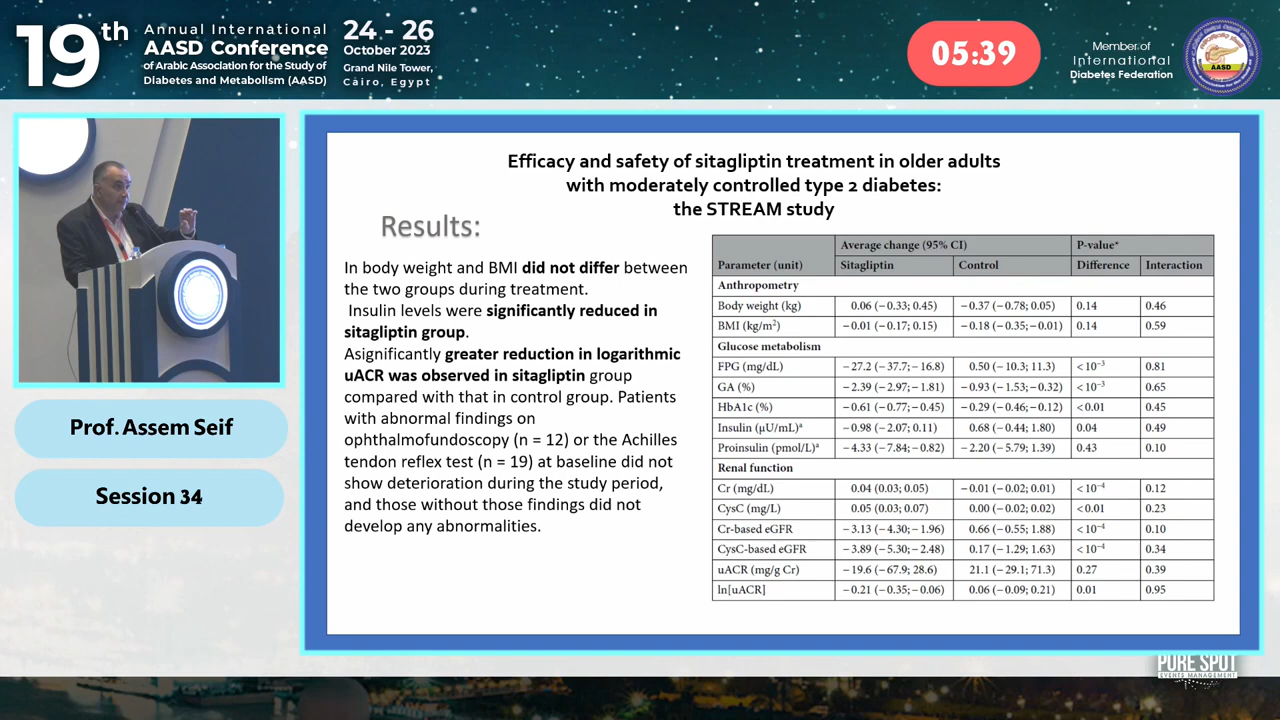 19th
Annual International
AASD Conference
of Arabic Association for the Study of
Diabetes and Metabolism (AASD)
24 - 26
October 2023
Grand Nile Tower,
Cairo, Egypt
05:39
Member of
International
Diabetes Federation
AASD
Efficacy and safety of sitagliptin treatment in older adults
with moderately controlled type 2 diabetes:
the STREAM study
Results:
In body weight and BMI did not differ between
the two groups during treatment.
Insulin levels were significantly reduced in
sitagliptin group.
Asignificantly greater reduction in logarithmic
uACR was observed in sitagliptin group
compared with that in control group. Patients
with abnormal findings on
ophthalmofundoscopy (n = 12) or the Achilles
tendon reflex test (n = 19) at baseline did not
show deterioration during the study period,
and those without those findings did not
develop any abnormalities.
Average change (95% CI) P-value*
Parameter (unit) Sitagliptin Control Difference Interaction
Anthropometry
Body weight (kg) 0.06 (−0.33; 0.45) −0.37 (−0.78; 0.05) 0.14 0.46
BMI (kg/m²) −0.01 (−0.17; 0.15) −0.18 (−0.35;−0.01) 0.14 0.59
Glucose metabolism
FPG (mg/dL) −27.2 (−37.7; −16.8) 0.50 (−10.3; 11.3) <10⁻³ 0.81
GA (%) −2.39 (−2.97; −1.81) −0.93 (−1.53; −0.32) <10⁻³ 0.65
HbA1c (%) −0.61 (−0.77; −0.45) −0.29 (−0.46; −0.12) <0.01 0.45
Insulin (μU/mL)ᵃ −0.98 (−2.07; 0.11) 0.68 (−0.44; 1.80) 0.04 0.49
Proinsulin (pmol/L)ᵃ −4.33 (−7.84; −0.82) −2.20 (−5.79; 1.39) 0.43 0.10
Renal function
Cr (mg/dL) 0.04 (0.03; 0.05) −0.01 (−0.02; 0.01) <10⁻⁴ 0.12
CysC (mg/L) 0.05 (0.03; 0.07) 0.00 (−0.02; 0.02) <0.01 0.23
Cr-based eGFR −3.13 (−4.30; −1.96) 0.66 (−0.55; 1.88) <10⁻⁴ 0.10
CysC-based eGFR −3.89 (−5.30; −2.48) 0.17 (−1.29; 1.63) <10⁻⁴ 0.34
uACR (mg/g Cr) −19.6 (−67.9; 28.6) 21.1 (−29.1; 71.3) 0.27 0.39
ln[uACR] −0.21 (−0.35; −0.06) 0.06 (−0.09; 0.21) 0.01 0.95
Prof. Assem Seif
Session 34
PURE SPOT
EVENTS MANAGEMENT